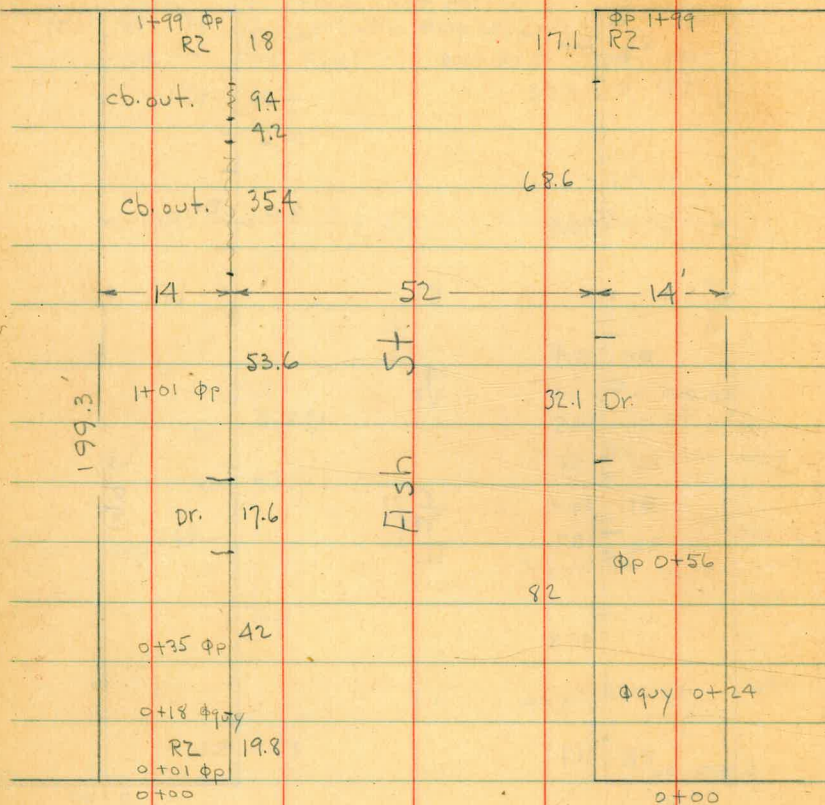 1+99 Φp Φp 1+99
RZ 18 17.1 RZ
cb. out. 9.4
4.2
68.6
cb. out. 35.4
14 52 14'
53.6
1+01 Φp 32.1 Dr.
199.3'
Ash St.
Dr. 17.6
Φp 0+56
82
42
0+35 Φp
Φguy 0+24
0+18 Φguy
RZ 19.8
0+01 Φp
0+00 0+00